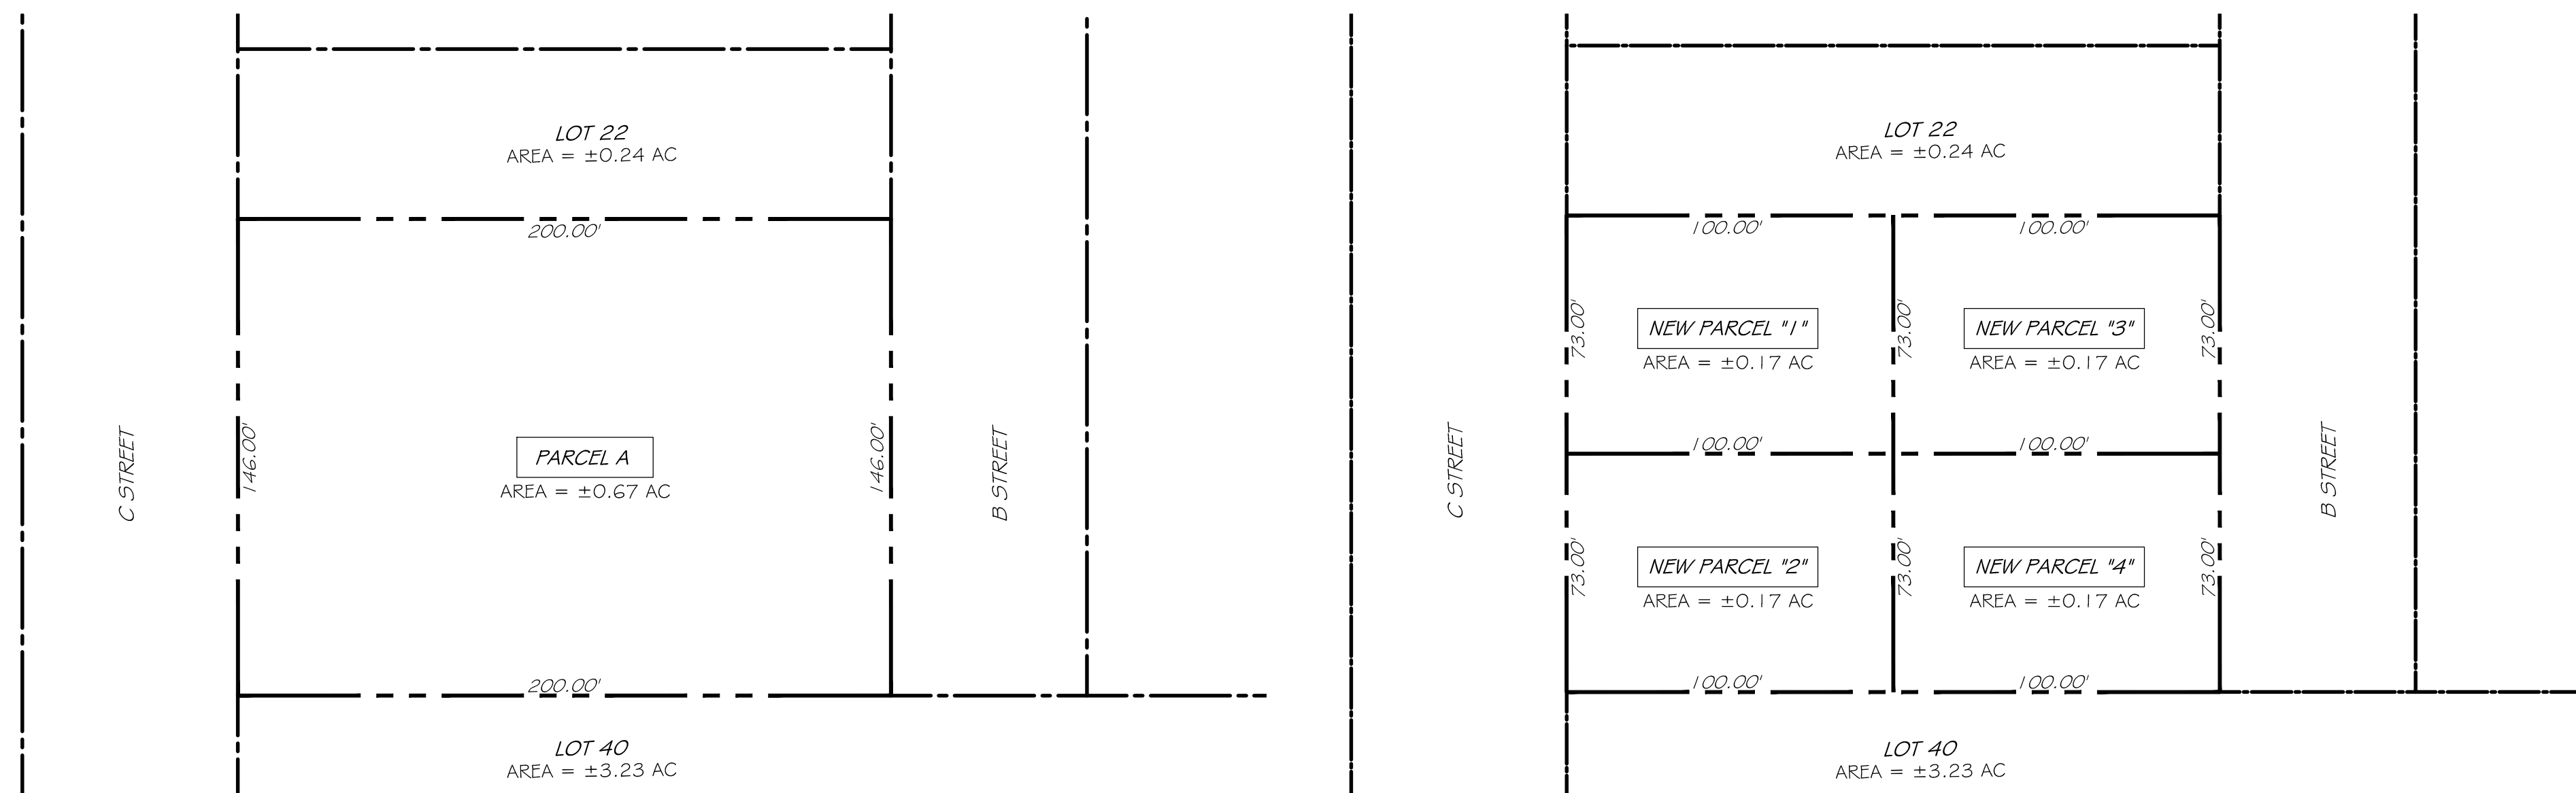 LOT 22
AREA = ±0.24 AC
200.00'
146.00'
146.00'
C STREET
B STREET
PARCEL A
AREA = ±0.67 AC
200.00'
LOT 40
AREA = ±3.23 AC
LOT 22
AREA = ±0.24 AC
100.00'
100.00'
73.00'
NEW PARCEL "1"
AREA = ±0.17 AC
73.00'
NEW PARCEL "3"
AREA = ±0.17 AC
73.00'
C STREET
B STREET
100.00'
100.00'
73.00'
NEW PARCEL "2"
AREA = ±0.17 AC
73.00'
NEW PARCEL "4"
AREA = ±0.17 AC
73.00'
100.00'
100.00'
LOT 40
AREA = ±3.23 AC